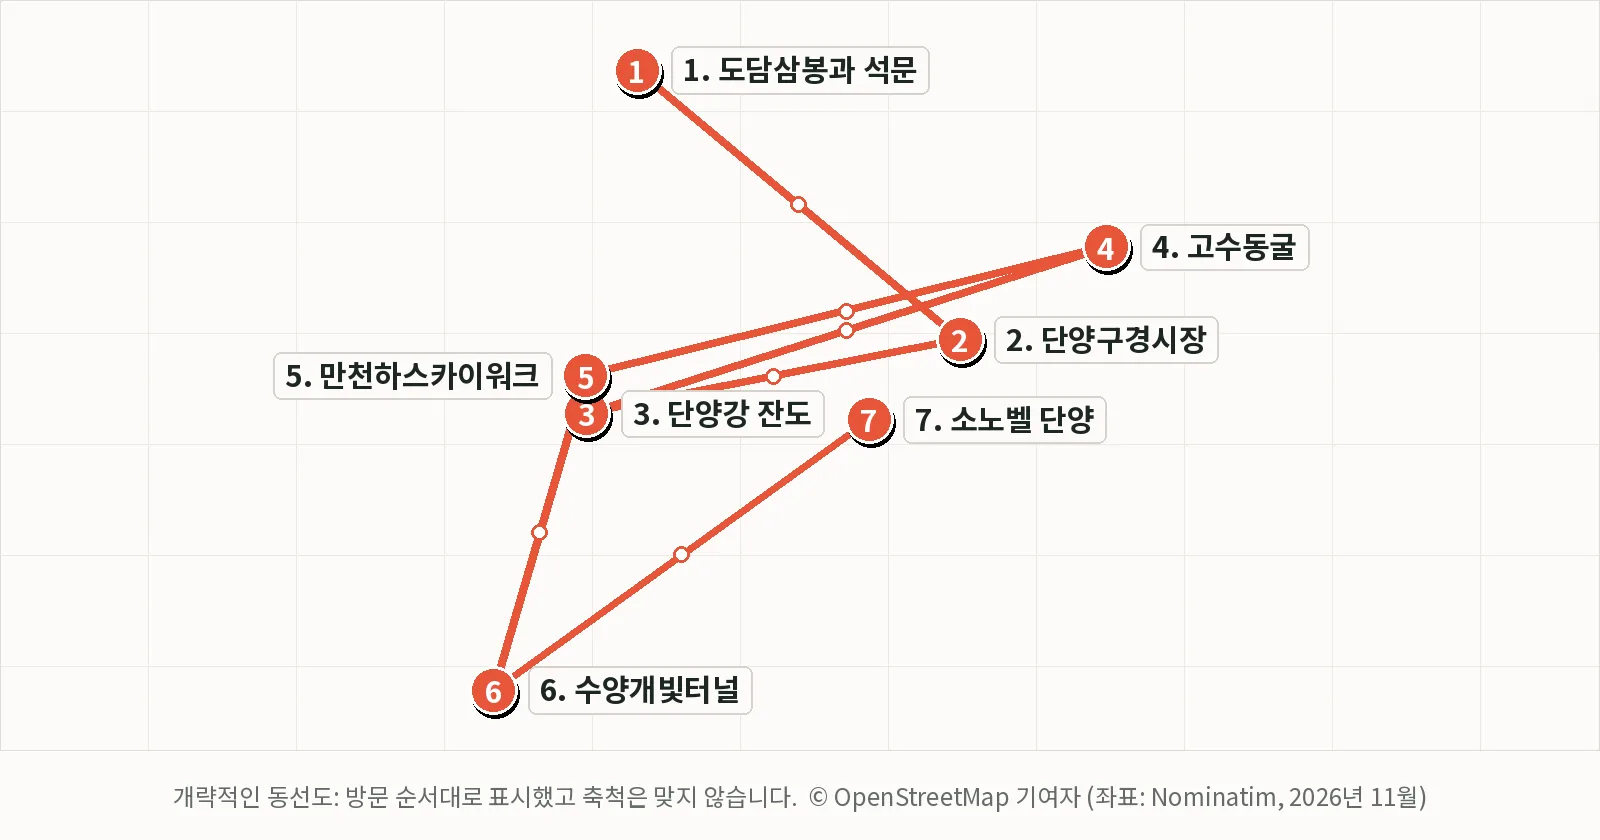 1 1. 도담삼봉과 석문
4 4. 고수동굴
2 2. 단양구경시장
5. 만천하스카이워크 5
3 3. 단양강 잔도
7 7. 소노벨 단양
6 6. 수양개빛터널
개략적인 동선도: 방문 순서대로 표시했고 축척은 맞지 않습니다. © OpenStreetMap 기여자 (좌표: Nominatim, 2026년 11월)